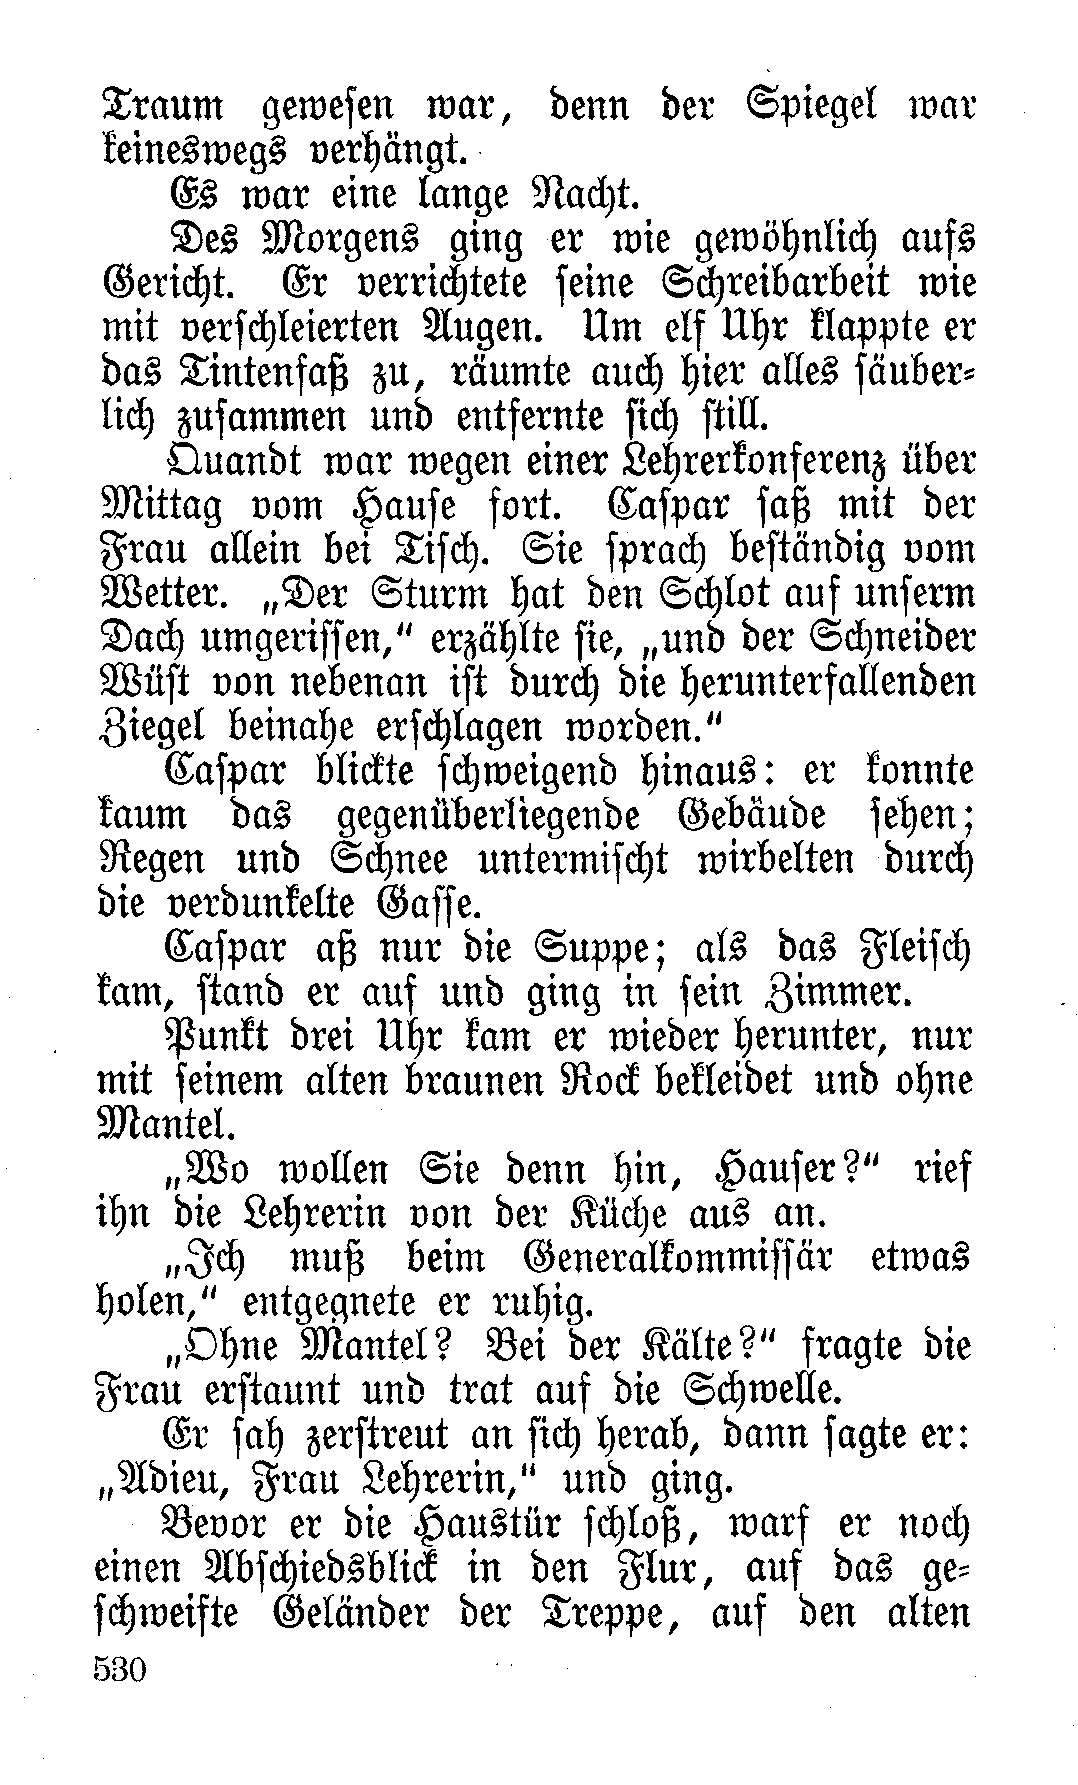 Traum gewesen war, denn der Spiegel war
keineswegs verhängt.
Es war eine lange Nacht.
Des Morgens ging er wie gewöhnlich aufs
Gericht. Er verrichtete seine Schreibarbeit wie
mit verschleierten Augen. Um elf Uhr klappte er
das Tintenfaß zu, räumte auch hier alles säuber-
lich zusammen und entfernte sich still.
Quandt war wegen einer Lehrerkonferenz über
Mittag vom Hause fort. Caspar saß mit der
Frau allein bei Tisch. Sie sprach beständig vom
Wetter. „Der Sturm hat den Schlot auf unserm
Dach umgerissen,“ erzählte sie, „und der Schneider
Wüst von nebenan ist durch die herunterfallenden
Ziegel beinahe erschlagen worden.“
Caspar blickte schweigend hinaus: er konnte
kaum das gegenüberliegende Gebäude sehen;
Regen und Schnee untermischt wirbelten durch
die verdunkelte Gasse.
Caspar aß nur die Suppe; als das Fleisch
kam, stand er auf und ging in sein Zimmer.
Punkt drei Uhr kam er wieder herunter, nur
mit seinem alten braunen Rock bekleidet und ohne
Mantel.
„Wo wollen Sie denn hin, Hauser?“ rief
ihn die Lehrerin von der Küche aus an.
„Ich muß beim Generalkommissär etwas
holen,“ entgegnete er ruhig.
„Ohne Mantel? Bei der Kälte?“ fragte die
Frau erstaunt und trat auf die Schwelle.
Er sah zerstreut an sich herab, dann sagte er:
„Adieu, Frau Lehrerin,“ und ging.
Bevor er die Haustür schloß, warf er noch
einen Abschiedsblick in den Flur, auf das ge-
schweifte Geländer der Treppe, auf den alten
530